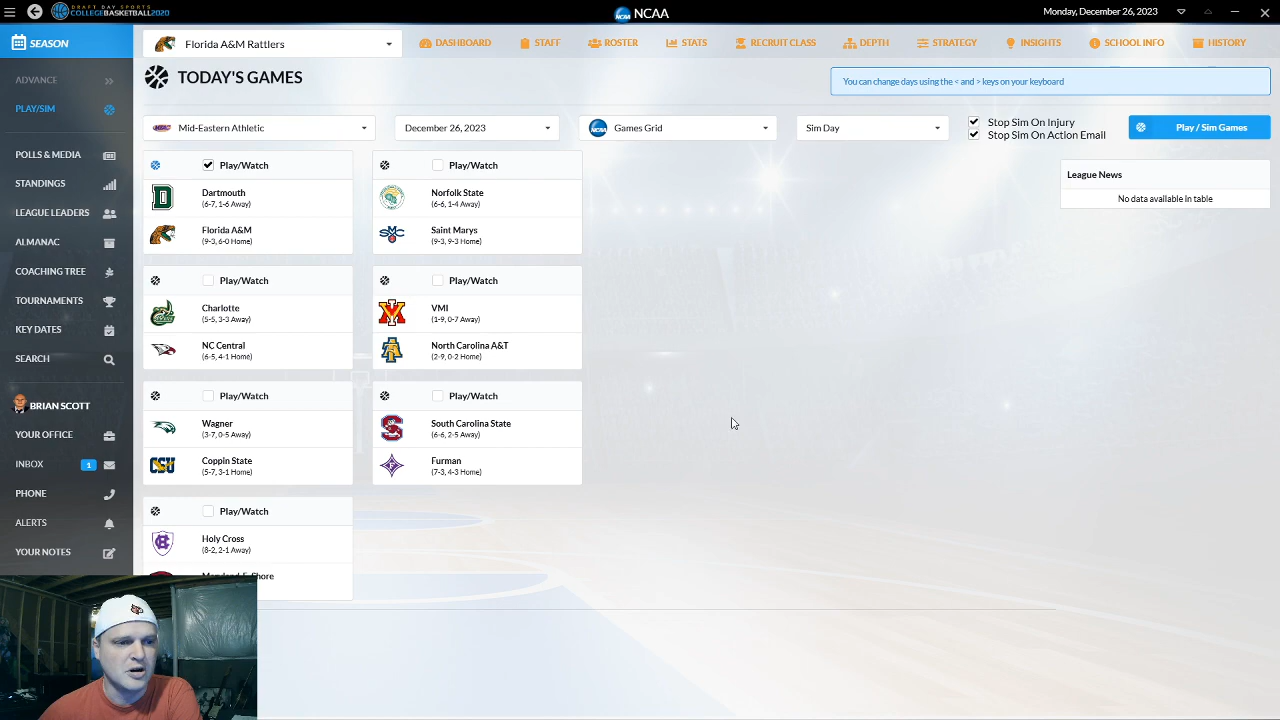 DRAFT DAY SPORTS
COLLEGE BASKETBALL 2020
NCAA
Monday, December 26, 2023
SEASON
Florida A&M Rattlers
DASHBOARD
STAFF
ROSTER
STATS
RECRUIT CLASS
DEPTH
STRATEGY
INSIGHTS
SCHOOL INFO
HISTORY
ADVANCE
TODAY'S GAMES
You can change days using the < and > keys on your keyboard
PLAY/SIM
Mid-Eastern Athletic
December 26, 2023
Games Grid
Sim Day
Stop Sim On Injury
Stop Sim On Action Email
Play / Sim Games
POLLS & MEDIA
STANDINGS
LEAGUE LEADERS
ALMANAC
COACHING TREE
TOURNAMENTS
KEY DATES
SEARCH
BRIAN SCOTT
YOUR OFFICE
INBOX 1
PHONE
ALERTS
YOUR NOTES
Play/Watch
Dartmouth
(6-7, 1-6 Away)
Florida A&M
(9-3, 6-0 Home)
Play/Watch
Norfolk State
(6-6, 1-4 Away)
Saint Marys
(9-3, 9-3 Home)
Play/Watch
Charlotte
(5-5, 3-3 Away)
NC Central
(6-5, 4-1 Home)
Play/Watch
VMI
(1-9, 0-7 Away)
North Carolina A&T
(2-9, 0-2 Home)
Play/Watch
Wagner
(3-7, 0-5 Away)
Coppin State
(5-7, 3-1 Home)
Play/Watch
South Carolina State
(6-6, 2-5 Away)
Furman
(7-3, 4-3 Home)
Play/Watch
Holy Cross
(8-2, 2-1 Away)
Shore
League News
No data available in table